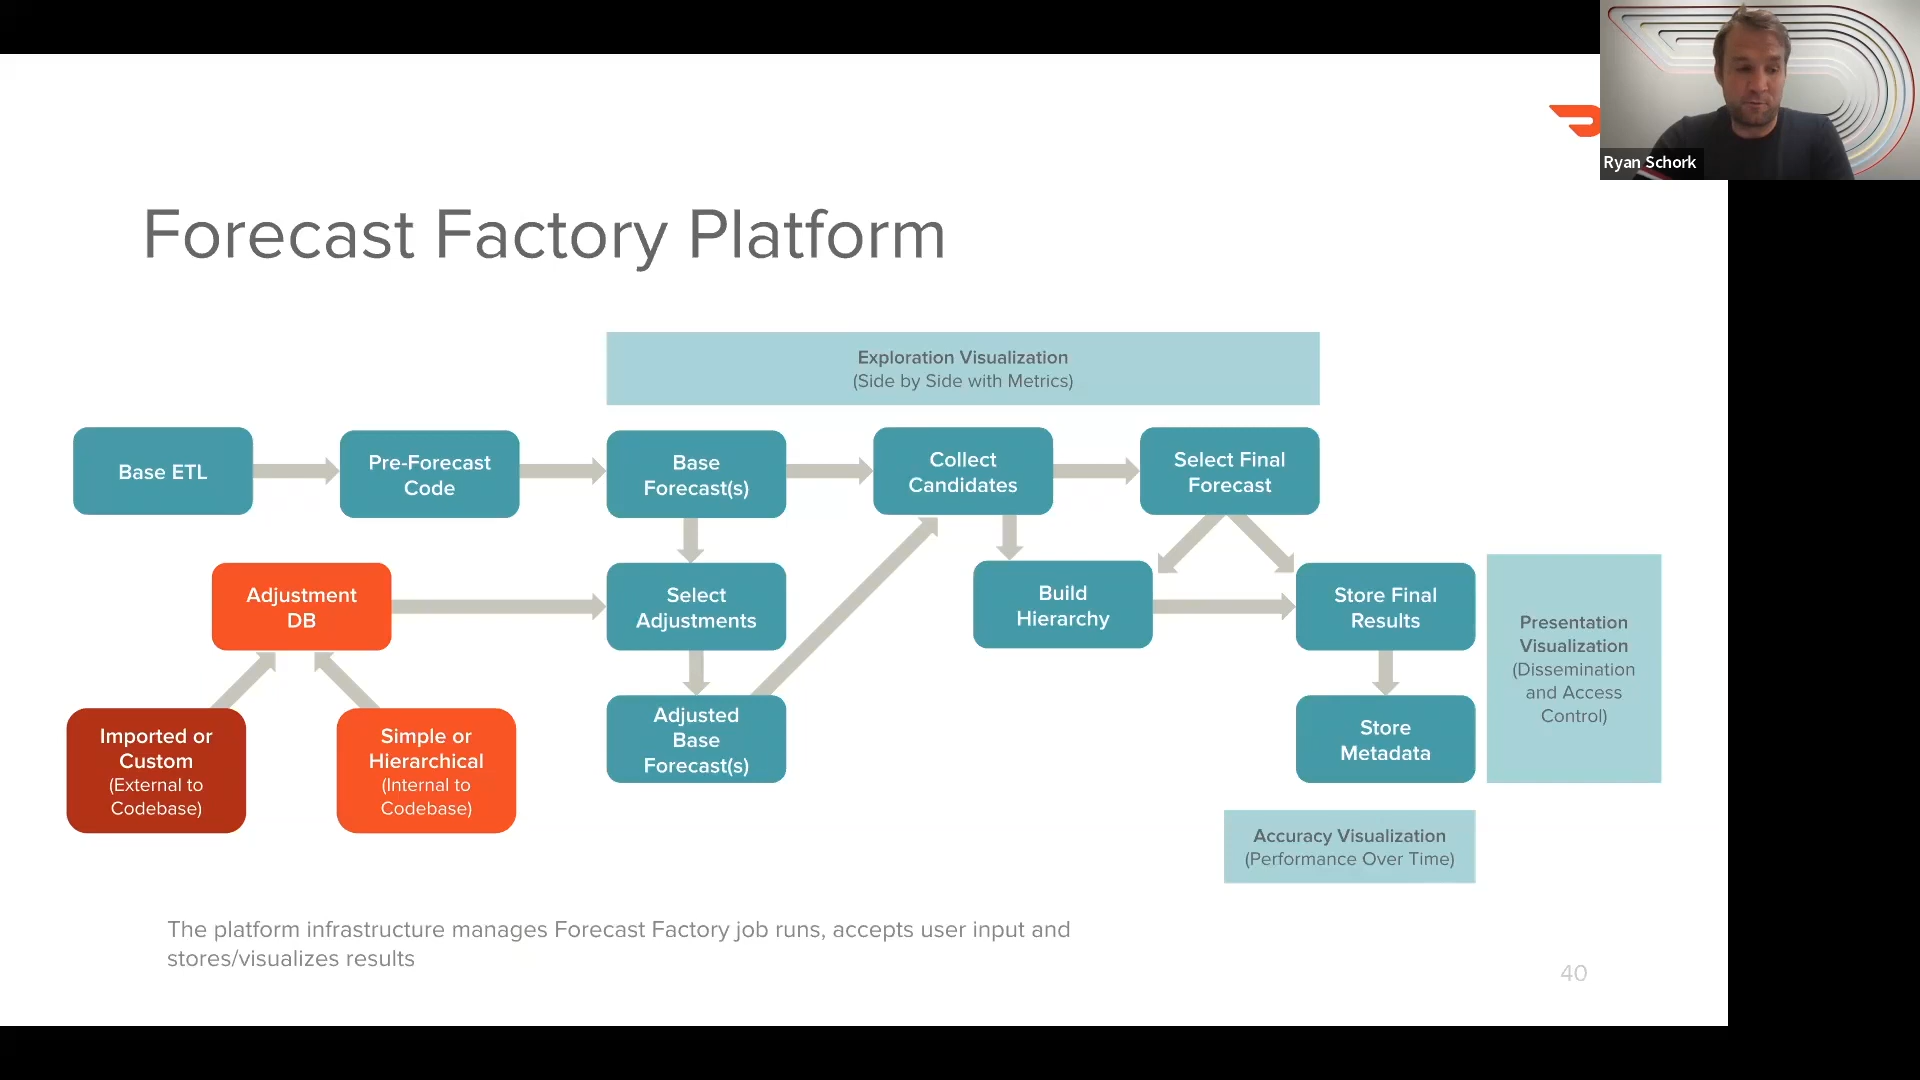 Ryan Schork
Forecast Factory Platform
Exploration Visualization
(Side by Side with Metrics)
Base ETL
Pre-Forecast
Code
Base
Forecast(s)
Collect
Candidates
Select Final
Forecast
Adjustment
DB
Select
Adjustments
Build
Hierarchy
Store Final
Results
Presentation
Visualization
(Dissemination
and Access
Control)
Imported or
Custom
(External to
Codebase)
Simple or
Hierarchical
(Internal to
Codebase)
Adjusted
Base
Forecast(s)
Store
Metadata
Accuracy Visualization
(Performance Over Time)
The platform infrastructure manages Forecast Factory job runs, accepts user input and
stores/visualizes results
40